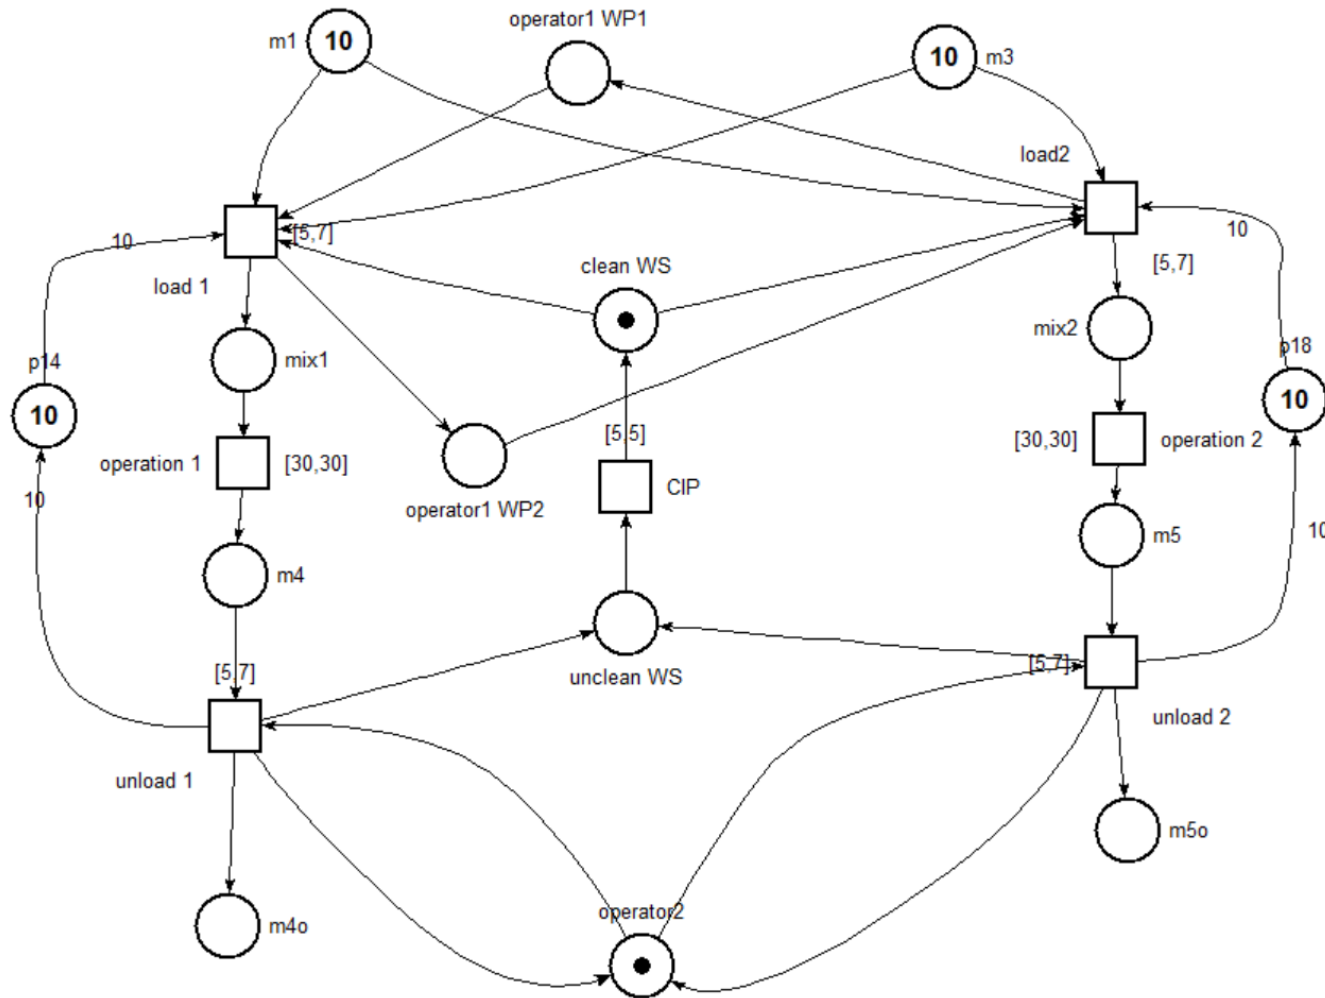 operator1 WP1
m1
10
10
m3
load2
[5,7]
10
10
load 1
clean WS
[5,7]
mix1
mix2
p14
p18
10
10
[5,5]
operation 1
[30,30]
[30,30]
operation 2
CIP
operator1 WP2
10
10
m4
m5
[5,7]
unclean WS
[5,7]
unload 1
unload 2
m5o
operator2
m4o